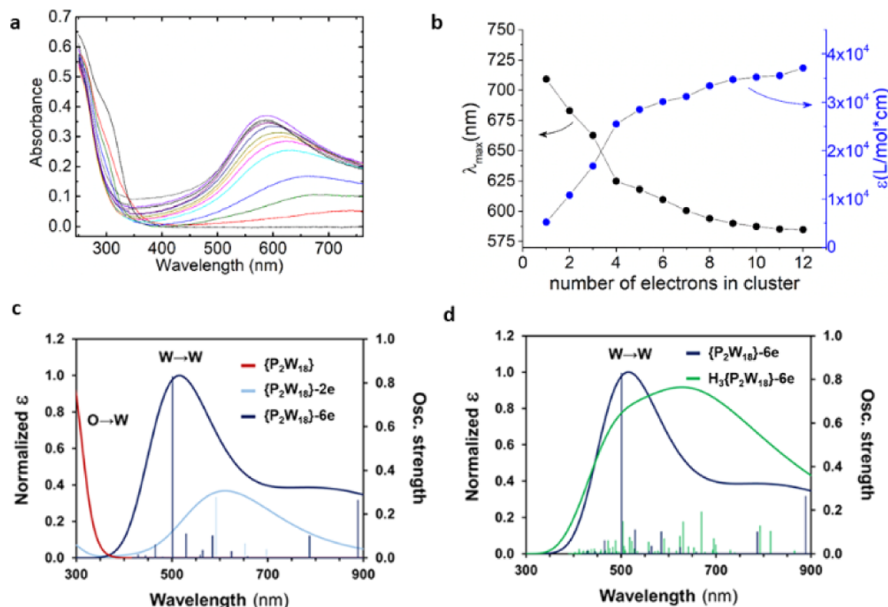 a
0.7
0.6
0.5
0.4
0.3
0.2
0.1
0.0
Absorbance
300 400 500 600 700
Wavelength (nm)
b
750
725
700
675
650
625
600
575
λmax(nm)
4x10⁴
3x10⁴
2x10⁴
1x10⁴
0
ε(L/mol*cm)
0 2 4 6 8 10 12
number of electrons in cluster
c
1.2
1.0
0.8
0.6
0.4
0.2
0.0
Normalized ε
W→W
O→W
{P₂W₁₈}
{P₂W₁₈}-2e
{P₂W₁₈}-6e
1.0
0.8
0.6
0.4
0.2
0.0
Osc. strength
300 500 700 900
Wavelength (nm)
d
1.2
1.0
0.8
0.6
0.4
0.2
0.0
Normalized ε
W→W
{P₂W₁₈}-6e
H₃{P₂W₁₈}-6e
1.0
0.8
0.6
0.4
0.2
0.0
Osc. strength
300 500 700 900
Wavelength (nm)